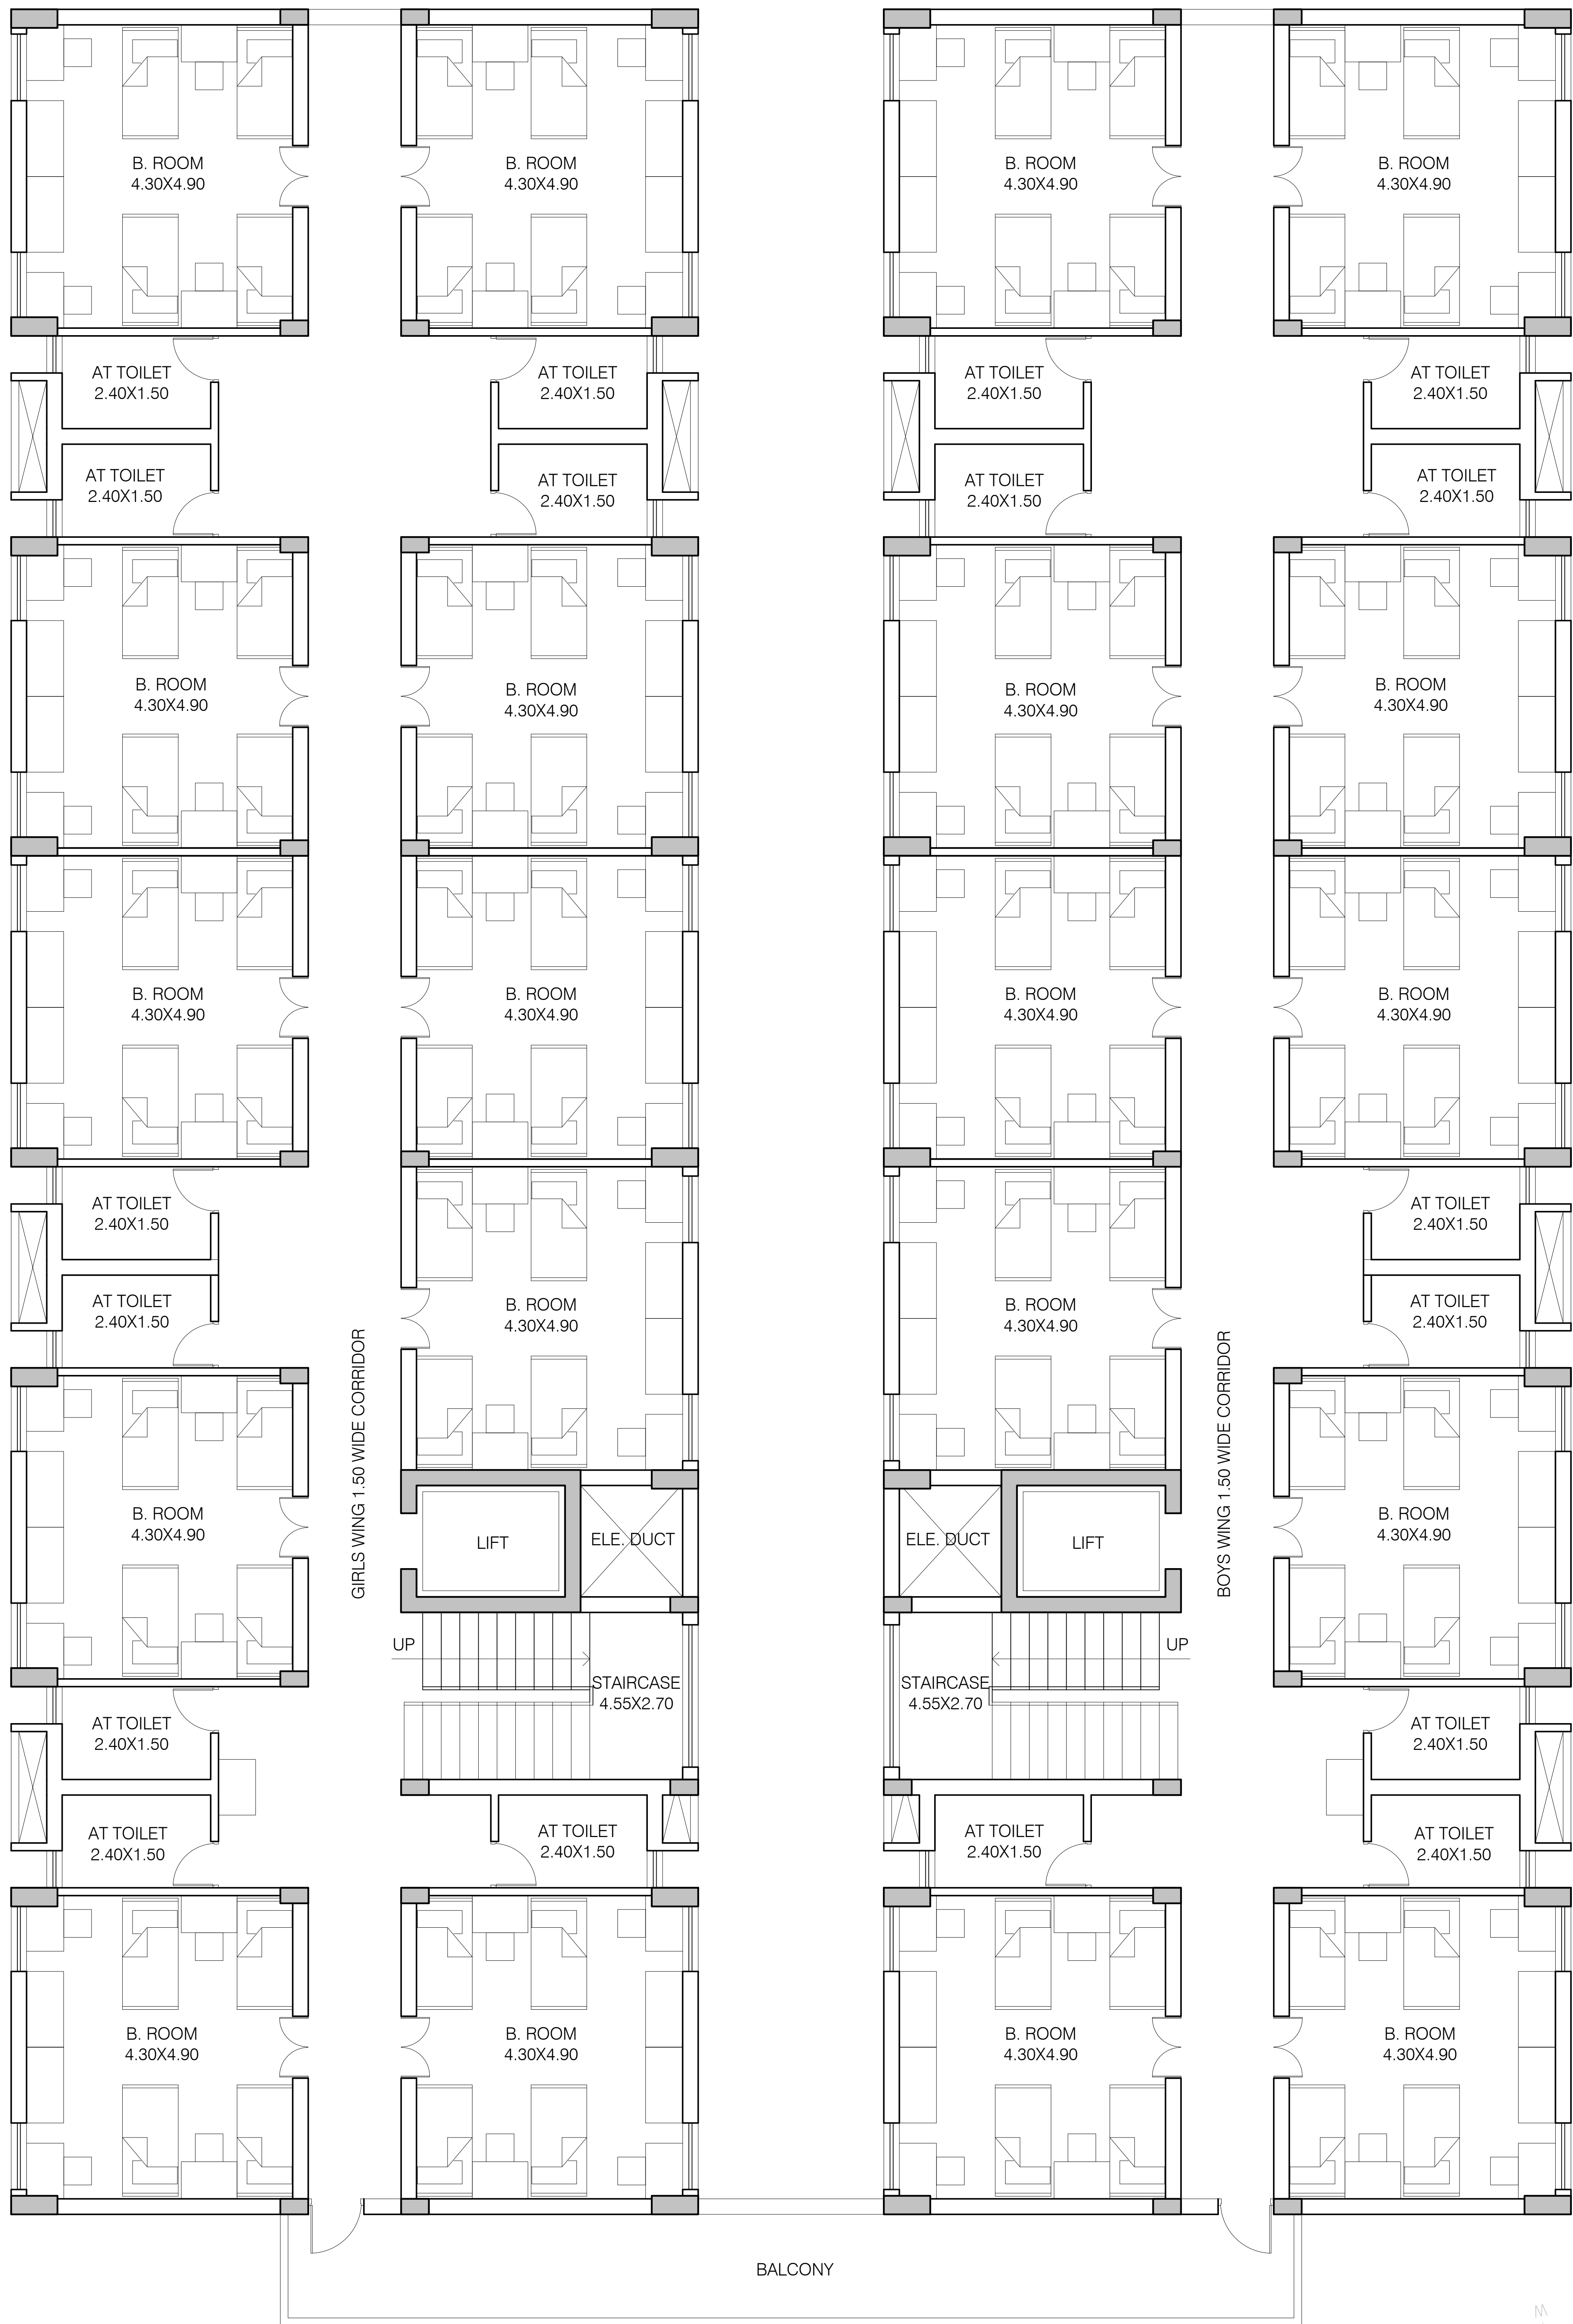 B. ROOM
4.30X4.90
B. ROOM
4.30X4.90
B. ROOM
4.30X4.90
B. ROOM
4.30X4.90
AT TOILET
2.40X1.50
AT TOILET
2.40X1.50
AT TOILET
2.40X1.50
AT TOILET
2.40X1.50
AT TOILET
2.40X1.50
AT TOILET
2.40X1.50
AT TOILET
2.40X1.50
AT TOILET
2.40X1.50
B. ROOM
4.30X4.90
B. ROOM
4.30X4.90
B. ROOM
4.30X4.90
B. ROOM
4.30X4.90
B. ROOM
4.30X4.90
B. ROOM
4.30X4.90
B. ROOM
4.30X4.90
B. ROOM
4.30X4.90
AT TOILET
2.40X1.50
AT TOILET
2.40X1.50
AT TOILET
2.40X1.50
B. ROOM
4.30X4.90
B. ROOM
4.30X4.90
AT TOILET
2.40X1.50
GIRLS WING 1.50 WIDE CORRIDOR
BOYS WING 1.50 WIDE CORRIDOR
B. ROOM
4.30X4.90
LIFT
ELE. DUCT
ELE. DUCT
LIFT
B. ROOM
4.30X4.90
UP
STAIRCASE
4.55X2.70
STAIRCASE
4.55X2.70
UP
AT TOILET
2.40X1.50
AT TOILET
2.40X1.50
AT TOILET
2.40X1.50
AT TOILET
2.40X1.50
AT TOILET
2.40X1.50
AT TOILET
2.40X1.50
B. ROOM
4.30X4.90
B. ROOM
4.30X4.90
B. ROOM
4.30X4.90
B. ROOM
4.30X4.90
BALCONY